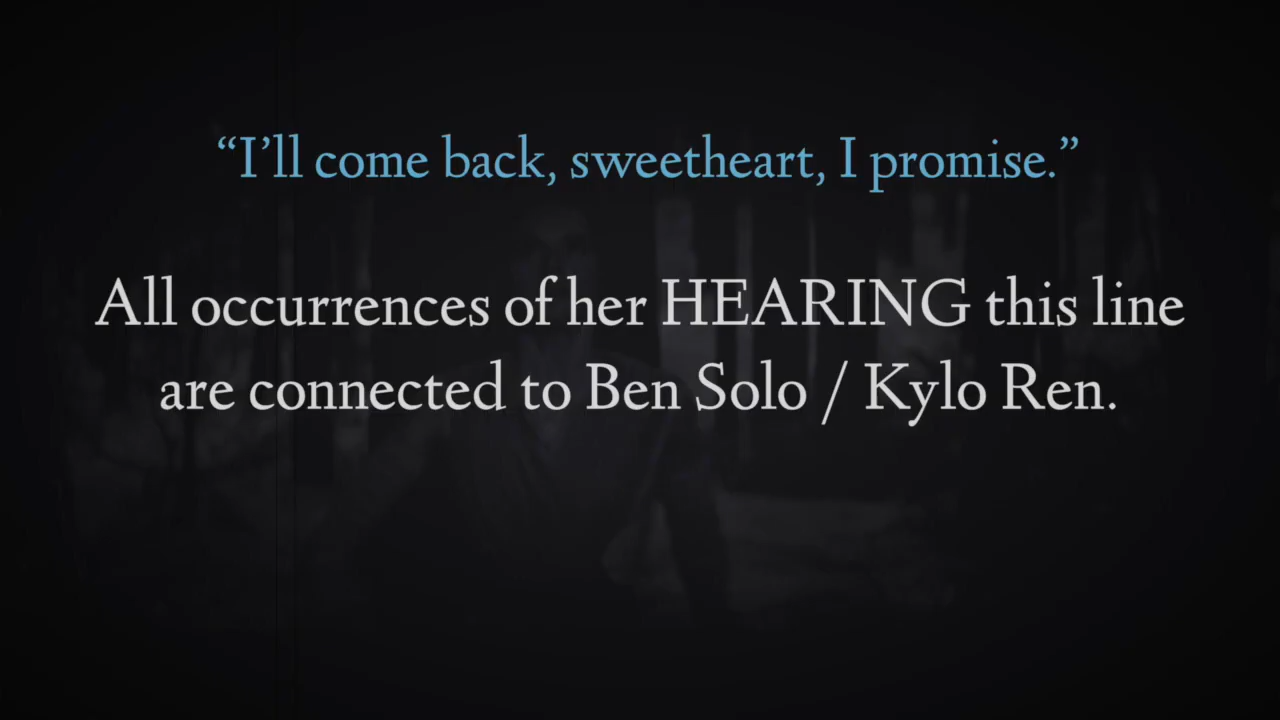 “I’ll come back, sweetheart, I promise.”
All occurrences of her HEARING this line
are connected to Ben Solo / Kylo Ren.